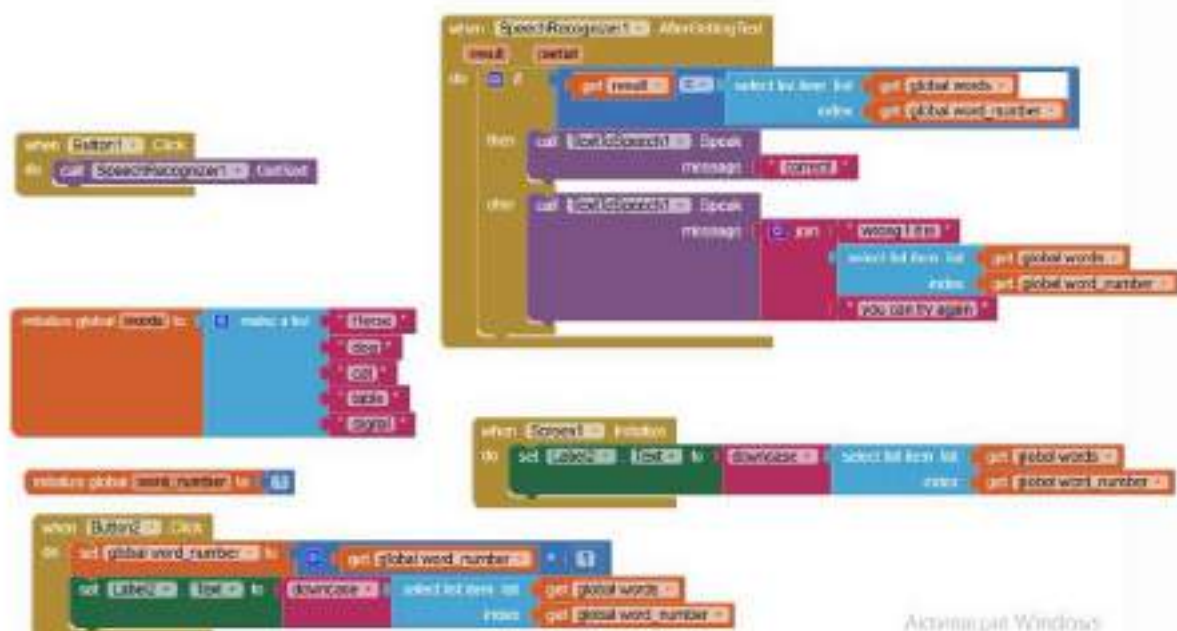 when SpeechRecognizer1 .AfterGettingText
result partial
do if get result = select list item list get global words
index get global word_number
then call TextToSpeech1 .Speak
message
else call TextToSpeech1 .Speak
message join
select list item list get global words
index get global word_number
" you can try again "
when Button1 .Click
do call SpeechRecognizer1 .GetText
initialize global words to make a list
" dog "
" cat "
" table "
" signal "
initialize global word_number to 1
when Screen1 .Initialize
do set Label2 . Text to downcase select list item list get global words
index get global word_number
when Button2 .Click
do set global word_number to get global word_number + 1
set Label2 . Text to downcase select list item list get global words
index get global word_number
Активация Windows